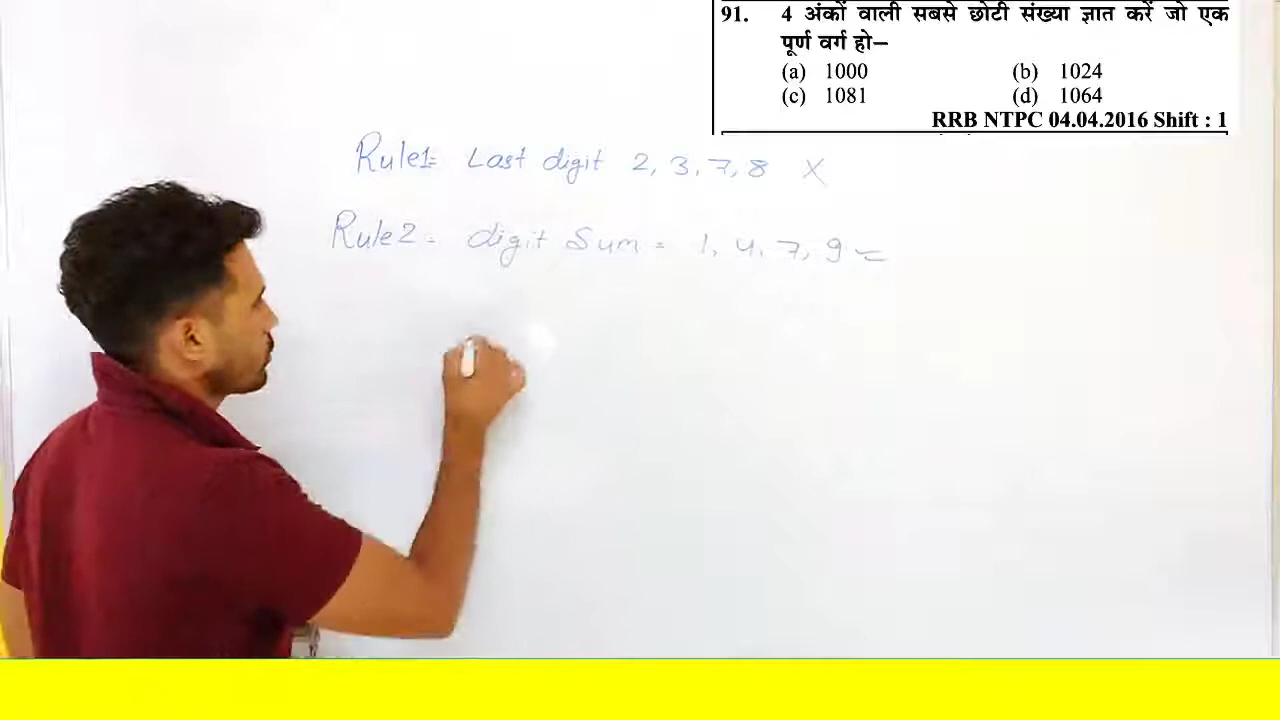 91. 4 अंकों वाली सबसे छोटी संख्या ज्ञात करें जो एक
पूर्ण वर्ग हो–
(a) 1000 (b) 1024
(c) 1081 (d) 1064
RRB NTPC 04.04.2016 Shift : 1
Rule1= Last digit 2, 3, 7, 8 X
Rule2= digit Sum = 1, 4, 7, 9 =